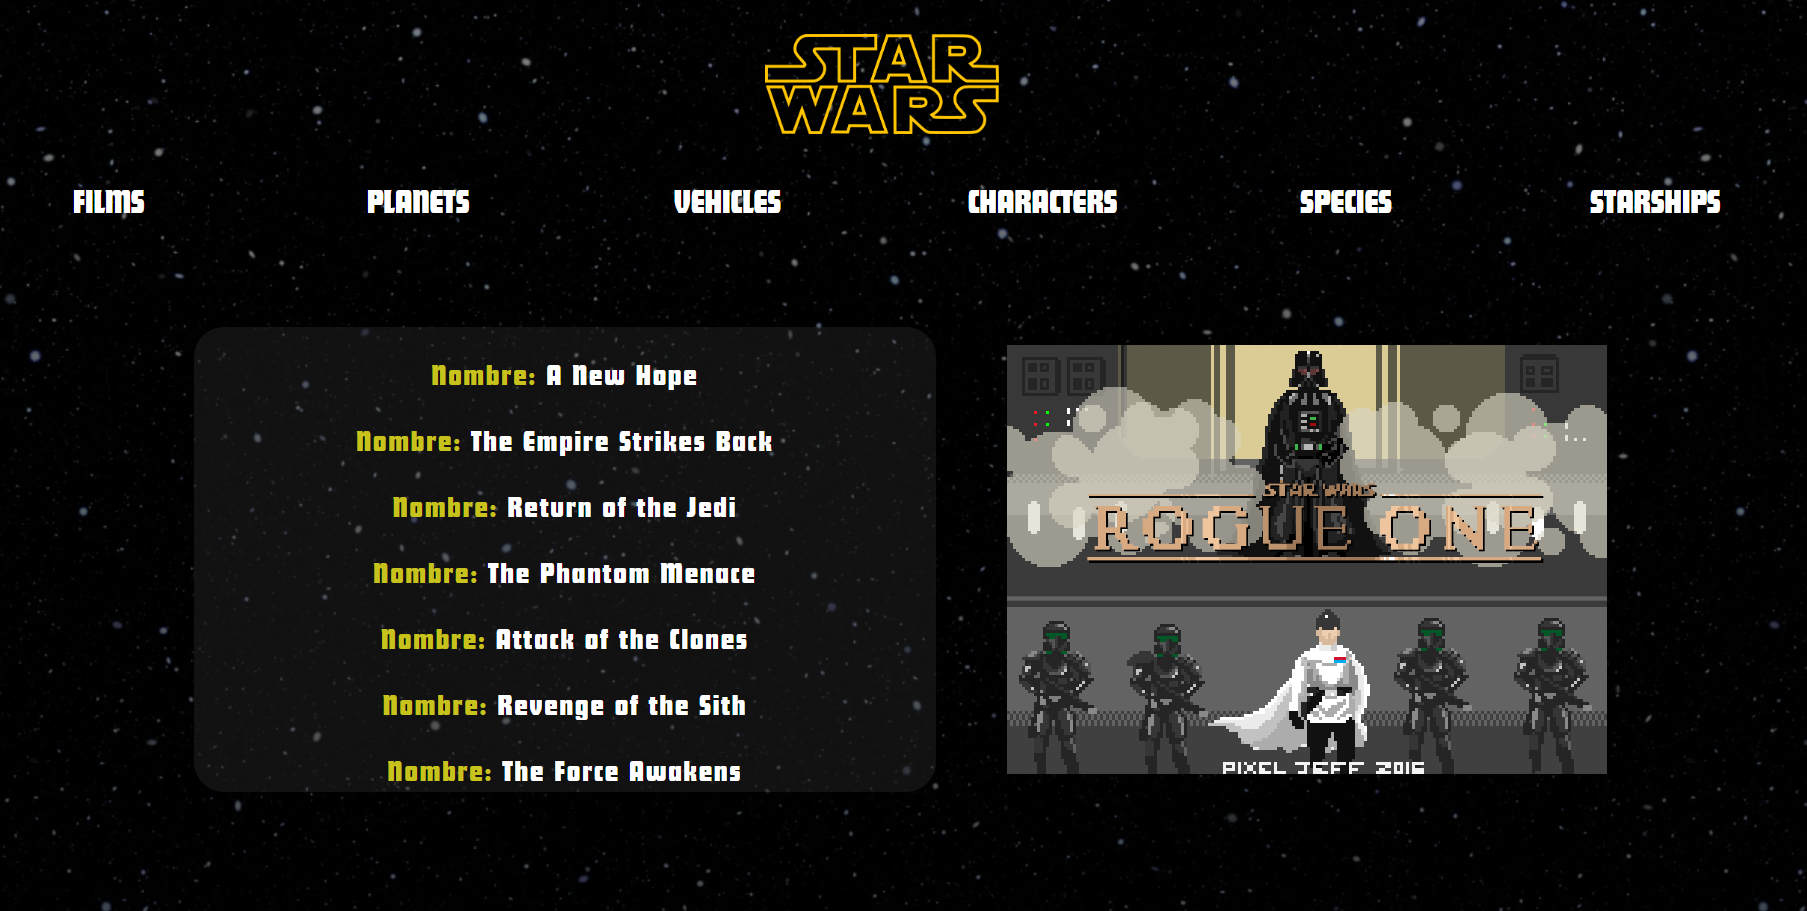 STAR
WARS
FILMS PLANETS VEHICLES CHARACTERS SPECIES STARSHIPS
Nombre: A New Hope
Nombre: The Empire Strikes Back
Nombre: Return of the Jedi
Nombre: The Phantom Menace
Nombre: Attack of the Clones
Nombre: Revenge of the Sith
Nombre: The Force Awakens
STAR WARS
ROGUE ONE
PIXEL JEFF 2016